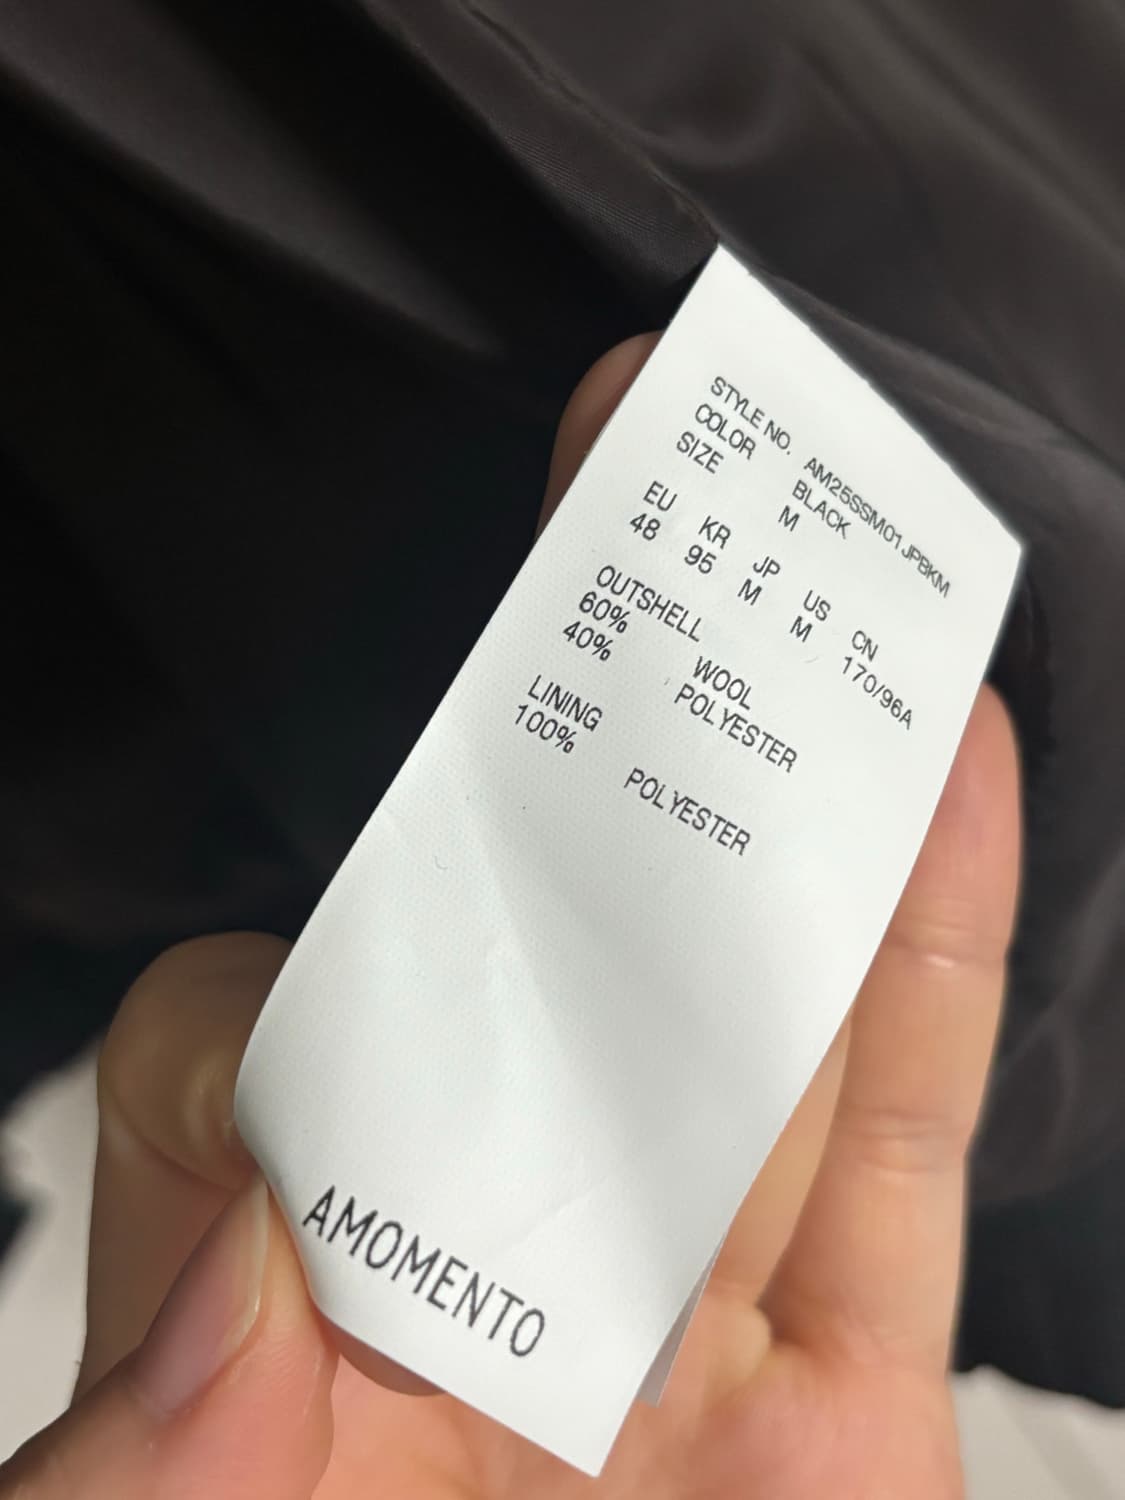 STYLE NO. AM25SSM01JPBKM
COLOR BLACK
SIZE M
EU KR JP US CN
48 95 M M 170/96A
OUTSHELL
60% WOOL
40% POLYESTER
LINING
100% POLYESTER
AMOMENTO